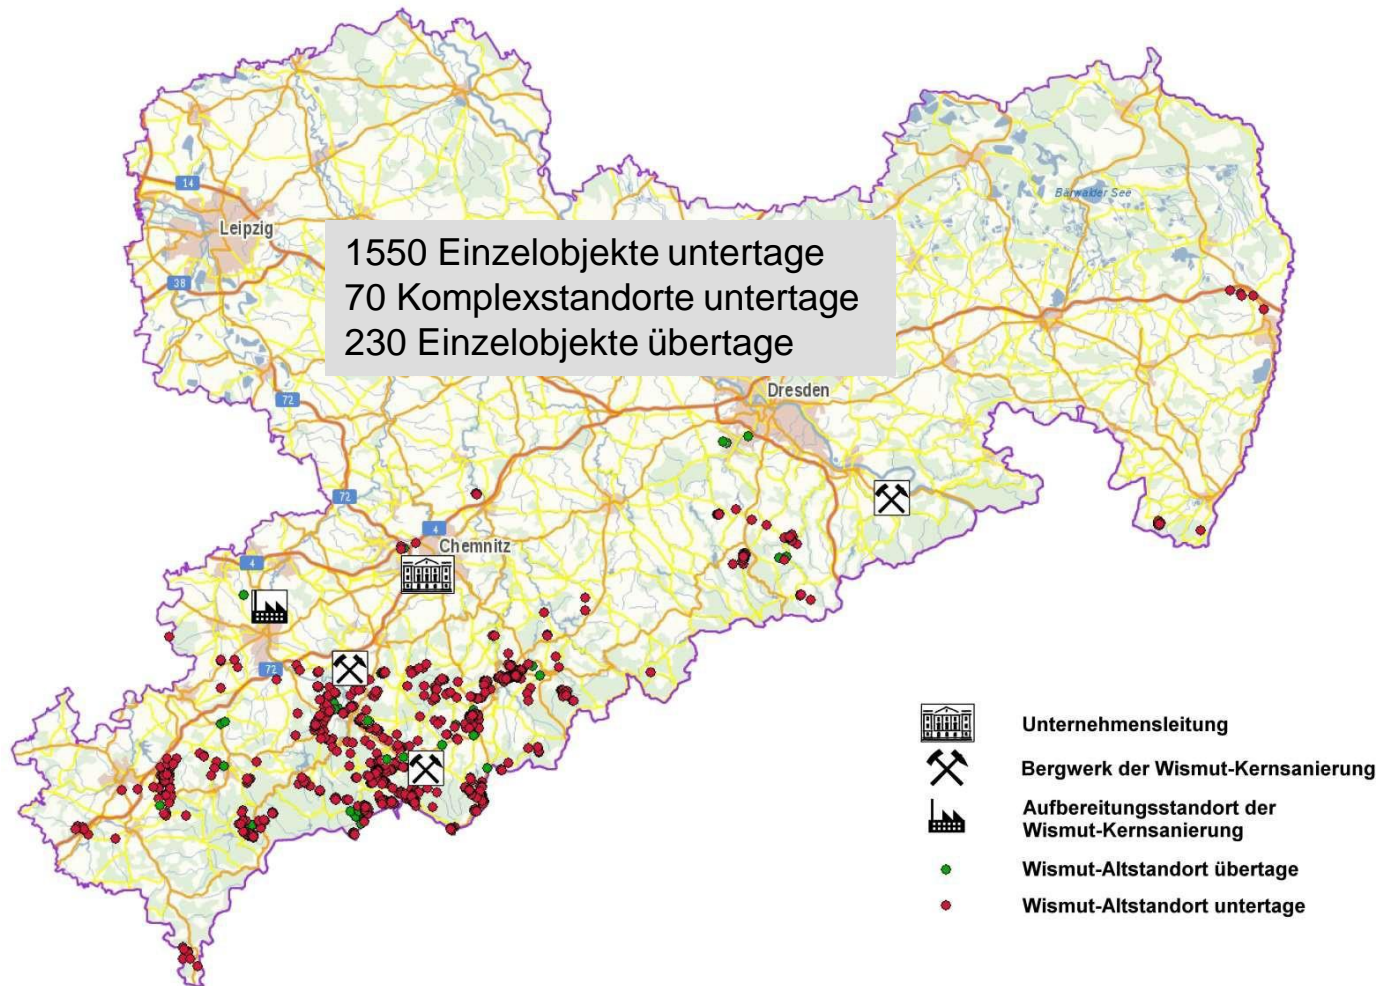 14
Leipzig
Bärwalder See
38
1550 Einzelobjekte untertage
70 Komplexstandorte untertage
230 Einzelobjekte übertage
72
Dresden
72
4
Chemnitz
4
72
Unternehmensleitung
Bergwerk der Wismut-Kernsanierung
Aufbereitungsstandort der
Wismut-Kernsanierung
Wismut-Altstandort übertage
Wismut-Altstandort untertage